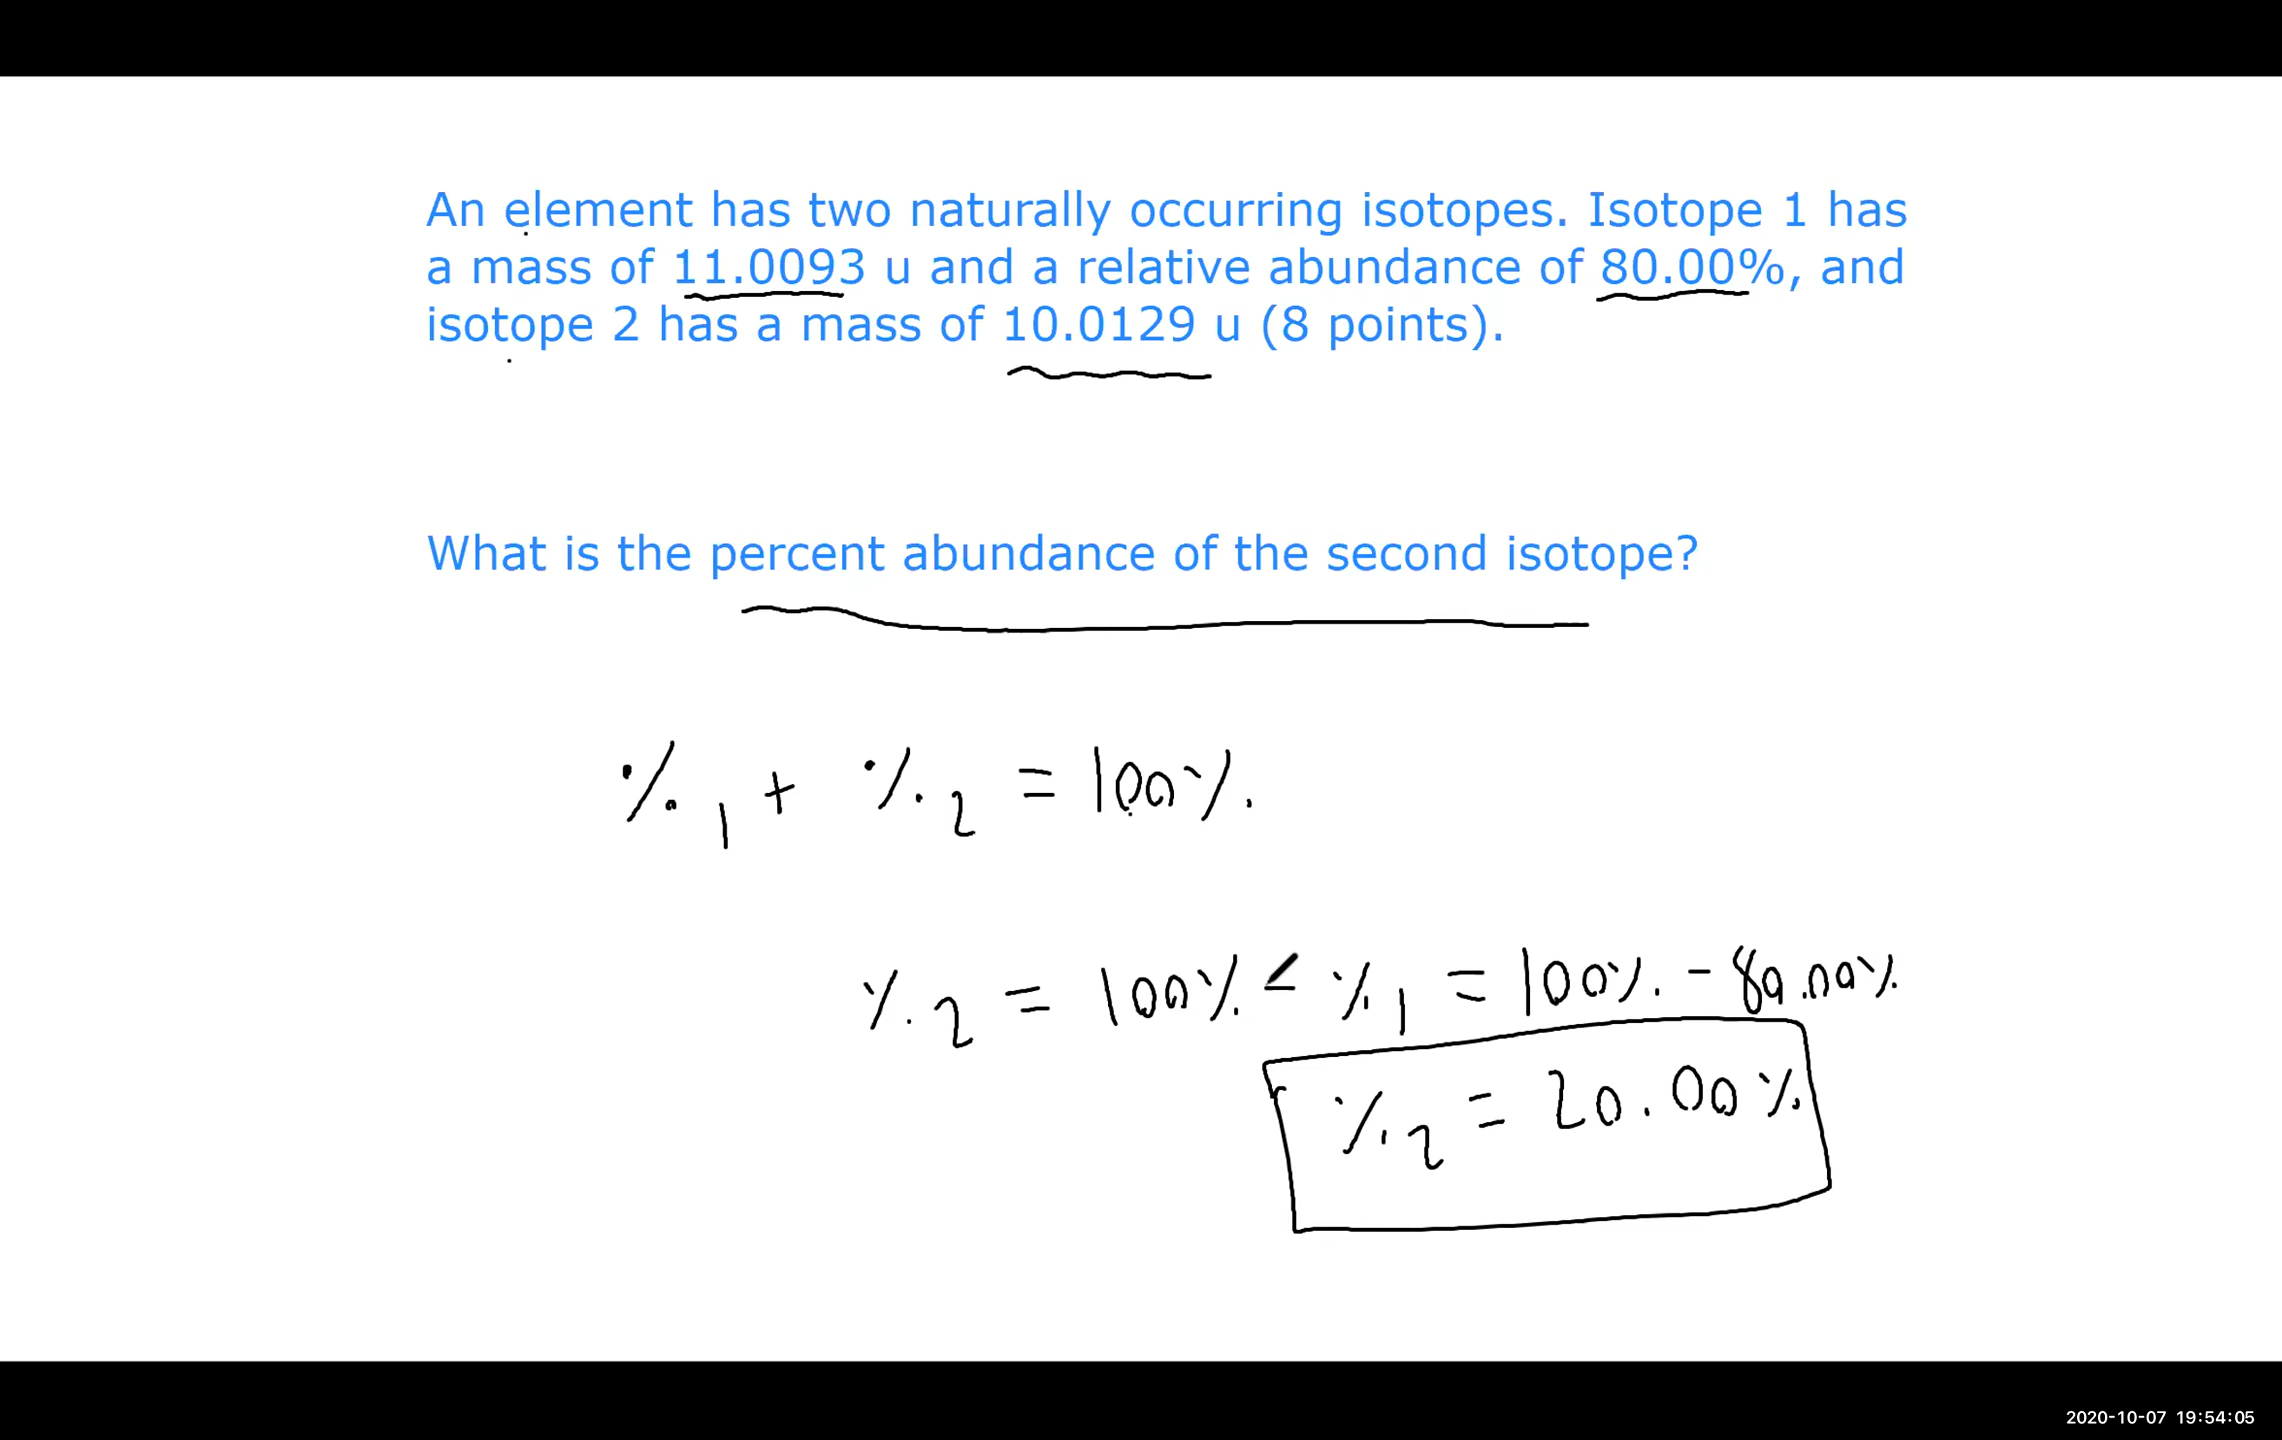 An element has two naturally occurring isotopes. Isotope 1 has
a mass of 11.0093 u and a relative abundance of 80.00%, and
isotope 2 has a mass of 10.0129 u (8 points).
What is the percent abundance of the second isotope?
%₁ + %₂ = 100%
%₂ = 100% - %₁ = 100% - 80.00%
%₂ = 20.00%
2020-10-07 19:54:05